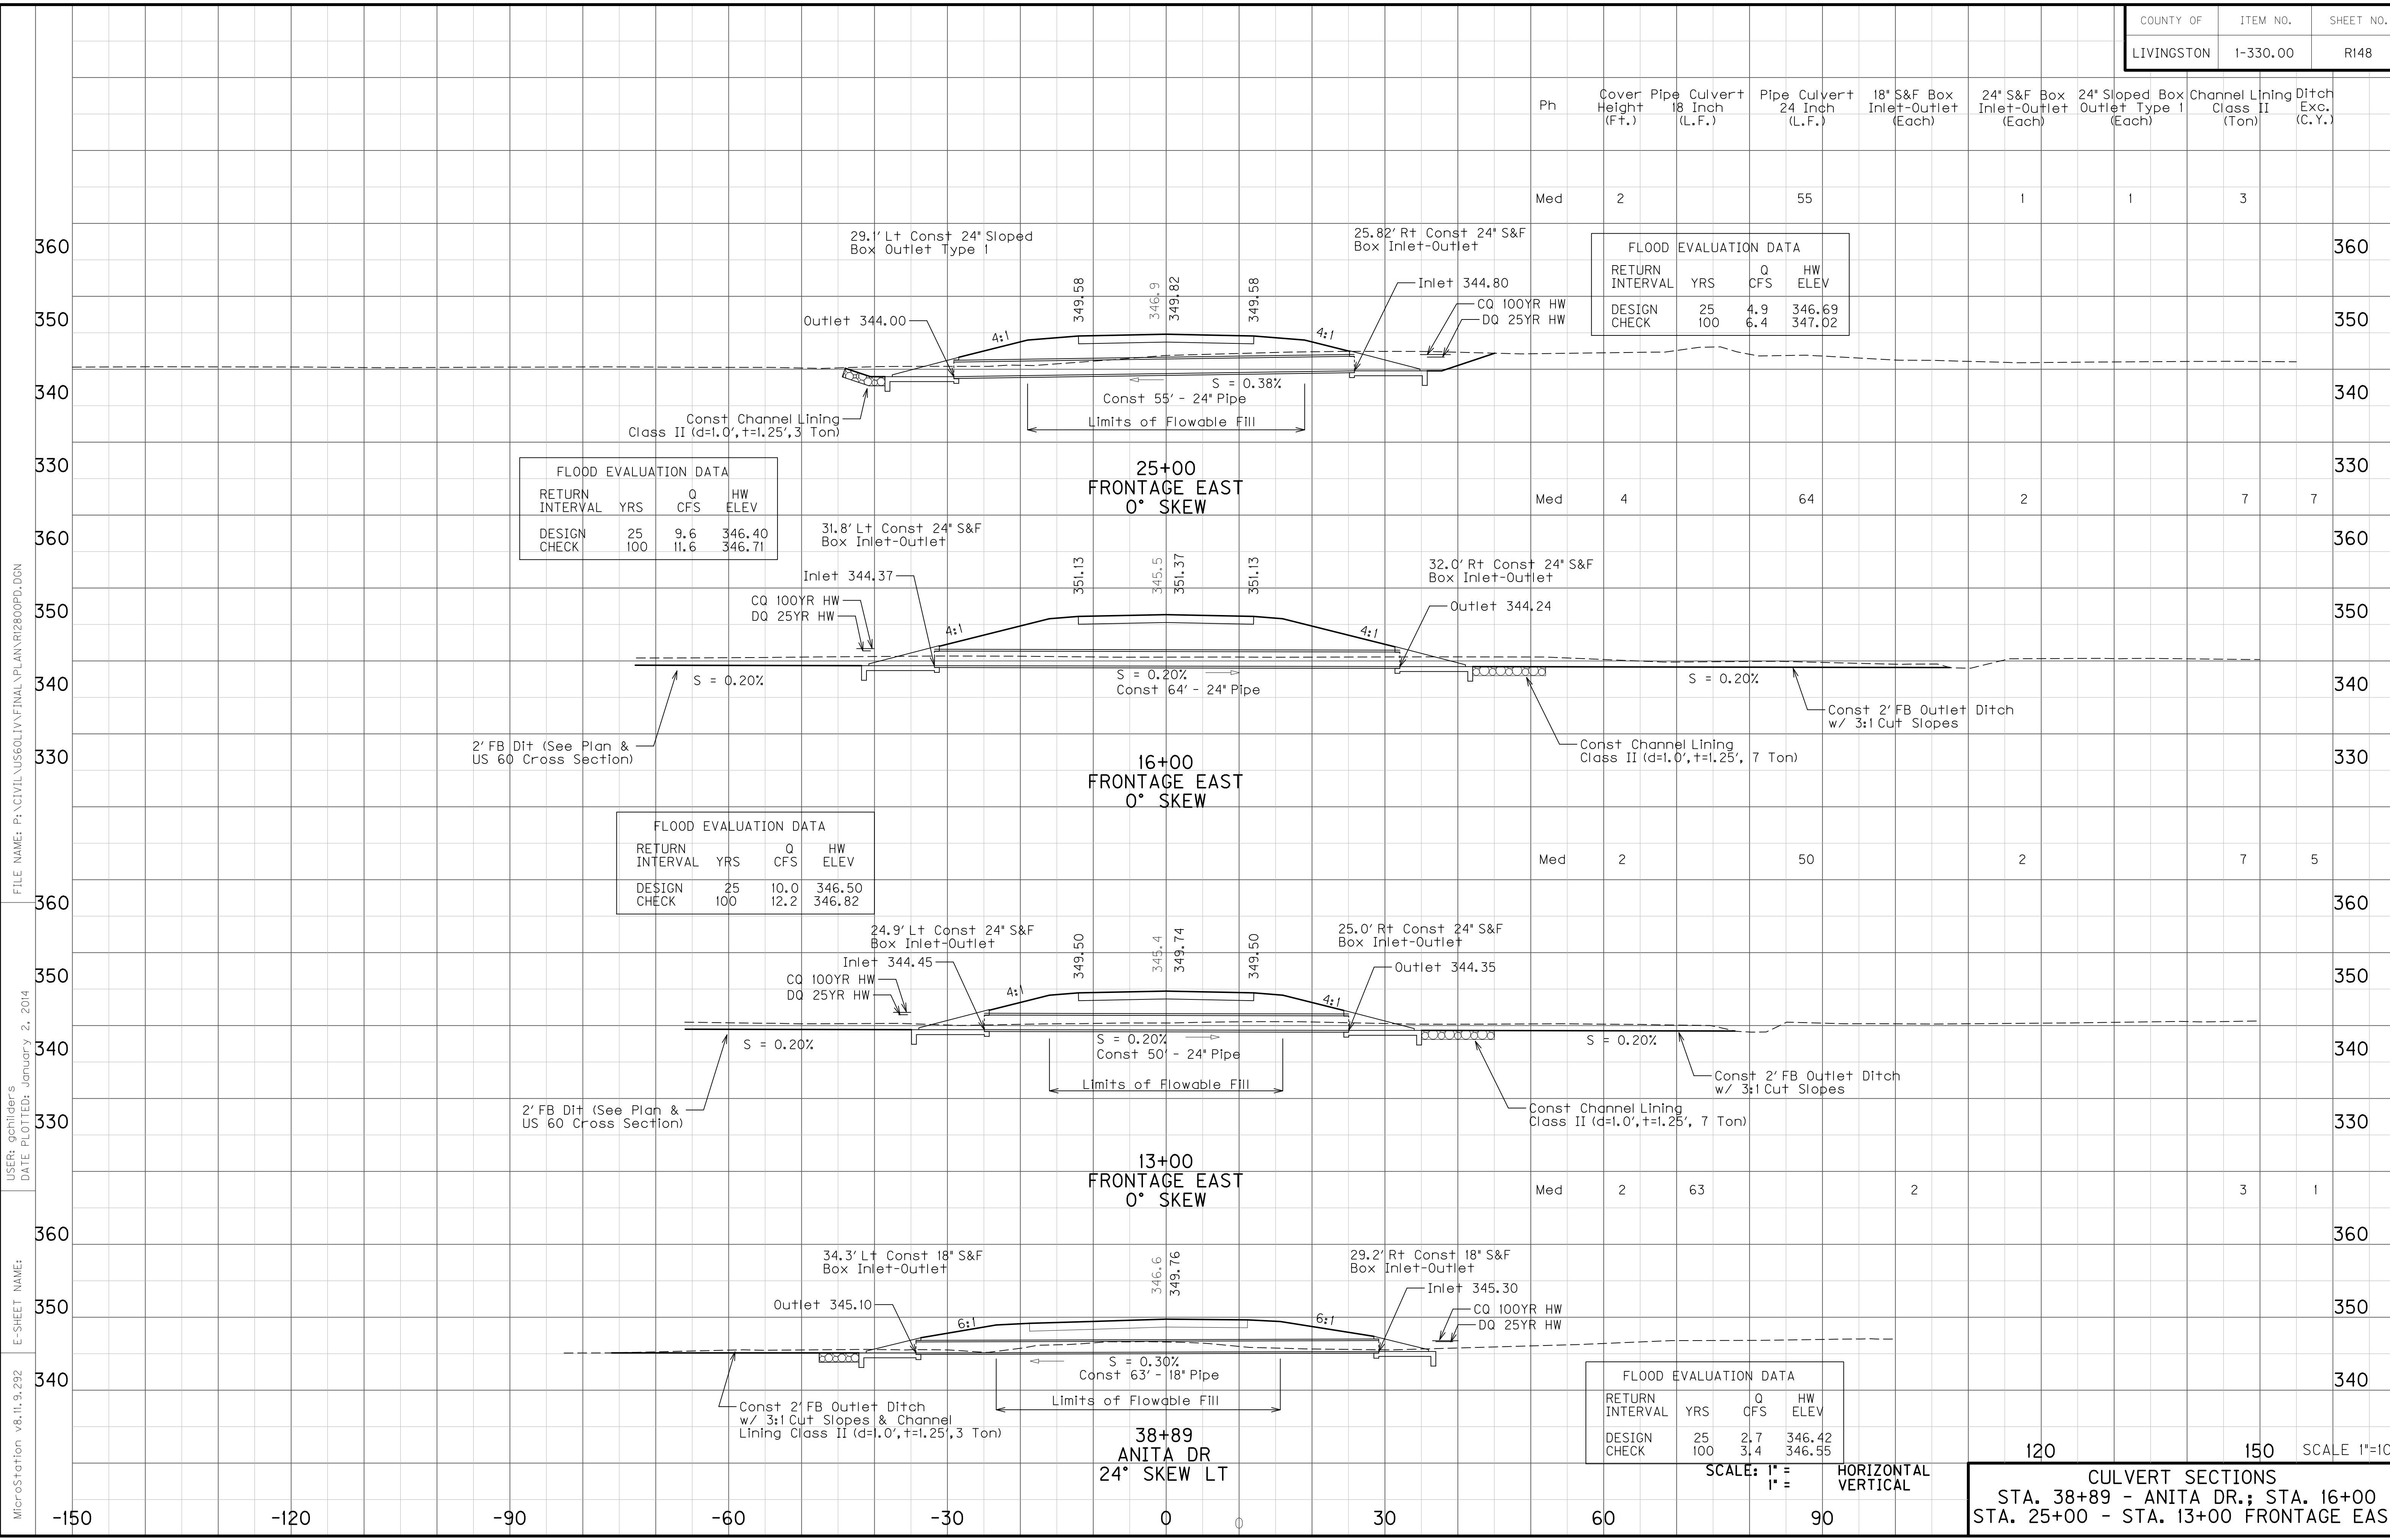 COUNTY OF ITEM NO. SHEET NO.
LIVINGSTON 1-330.00 R148
Ph
Cover Height (Ft.)
Pipe Culvert 18 Inch (L.F.)
Pipe Culvert 24 Inch (L.F.)
18" S&F Box Inlet-Outlet (Each)
24" S&F Box Inlet-Outlet (Each)
24" Sloped Box Outlet Type 1 (Each)
Channel Lining Class II (Ton)
Ditch Exc. (C.Y.)
Med 2 55 1 1 3
29.1' Lt Const 24" Sloped
Box Outlet Type 1
25.82' Rt Const 24" S&F
Box Inlet-Outlet
FLOOD EVALUATION DATA
RETURN Q HW
INTERVAL YRS CFS ELEV
DESIGN 25 4.9 346.69
CHECK 100 6.4 347.02
360 360
350 350
340 340
330 330
349.58
346.9
349.82
349.58
Inlet 344.80
CQ 100YR HW
DQ 25YR HW
Outlet 344.00
4:1 4:1
S = 0.38%
Const 55' - 24" Pipe
Limits of Flowable Fill
Const Channel Lining
Class II (d=1.0',t=1.25',3 Ton)
25+00
FRONTAGE EAST
0° SKEW
Med 4 64 2 7 7
FLOOD EVALUATION DATA
RETURN Q HW
INTERVAL YRS CFS ELEV
DESIGN 25 9.6 346.40
CHECK 100 11.6 346.71
31.8' Lt Const 24" S&F
Box Inlet-Outlet
32.0' Rt Const 24" S&F
Box Inlet-Outlet
360 360
350 350
340 340
330 330
351.13
345.5
351.37
351.13
Inlet 344.37
CQ 100YR HW
DQ 25YR HW
Outlet 344.24
4:1 4:1
S = 0.20%
S = 0.20%
Const 64' - 24" Pipe
S = 0.20%
Const 2' FB Outlet Ditch
w/ 3:1 Cut Slopes
2' FB Dit (See Plan &
US 60 Cross Section)
Const Channel Lining
Class II (d=1.0',t=1.25', 7 Ton)
16+00
FRONTAGE EAST
0° SKEW
FLOOD EVALUATION DATA
RETURN Q HW
INTERVAL YRS CFS ELEV
DESIGN 25 10.0 346.50
CHECK 100 12.2 346.82
Med 2 50 2 7 5
24.9' Lt Const 24" S&F
Box Inlet-Outlet
25.0' Rt Const 24" S&F
Box Inlet-Outlet
360 360
350 350
340 340
330 330
349.50
345.4
349.74
349.50
Inlet 344.45
CQ 100YR HW
DQ 25YR HW
Outlet 344.35
4:1 4:1
S = 0.20%
S = 0.20%
Const 50' - 24" Pipe
S = 0.20%
Limits of Flowable Fill
Const 2' FB Outlet Ditch
w/ 3:1 Cut Slopes
2' FB Dit (See Plan &
US 60 Cross Section)
Const Channel Lining
Class II (d=1.0',t=1.25', 7 Ton)
13+00
FRONTAGE EAST
0° SKEW
Med 2 63 2 3 1
34.3' Lt Const 18" S&F
Box Inlet-Outlet
29.2' Rt Const 18" S&F
Box Inlet-Outlet
360 360
350 350
340 340
346.6
349.76
Outlet 345.10
Inlet 345.30
CQ 100YR HW
DQ 25YR HW
6:1 6:1
S = 0.30%
Const 63' - 18" Pipe
Limits of Flowable Fill
Const 2' FB Outlet Ditch
w/ 3:1 Cut Slopes & Channel
Lining Class II (d=1.0',t=1.25',3 Ton)
38+89
ANITA DR
24° SKEW LT
FLOOD EVALUATION DATA
RETURN Q HW
INTERVAL YRS CFS ELEV
DESIGN 25 2.7 346.42
CHECK 100 3.4 346.55
SCALE: 1" = HORIZONTAL
1" = VERTICAL
120 150 SCALE 1"=10
-150 -120 -90 -60 -30 0 0 30 60 90
CULVERT SECTIONS
STA. 38+89 - ANITA DR.; STA. 16+00
STA. 25+00 - STA. 13+00 FRONTAGE EAS
FILE NAME: P:\CIVIL\US60LIV\FINAL\PLAN\R12800PD.DGN
USER: gchilders
DATE PLOTTED: January 2, 2014
E-SHEET NAME:
MicroStation v8.11.9.292